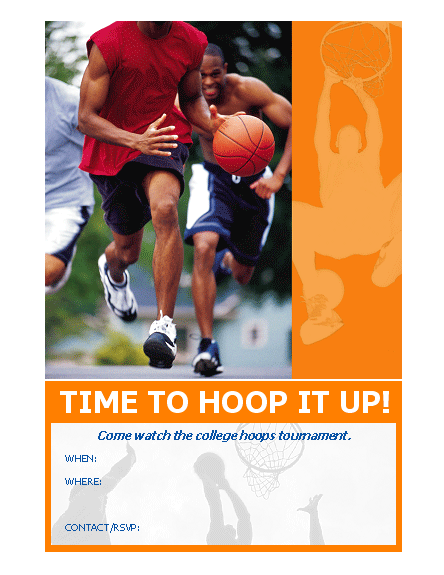 TIME TO HOOP IT UP!
Come watch the college hoops tournament.
WHEN:
WHERE:
CONTACT/RSVP: